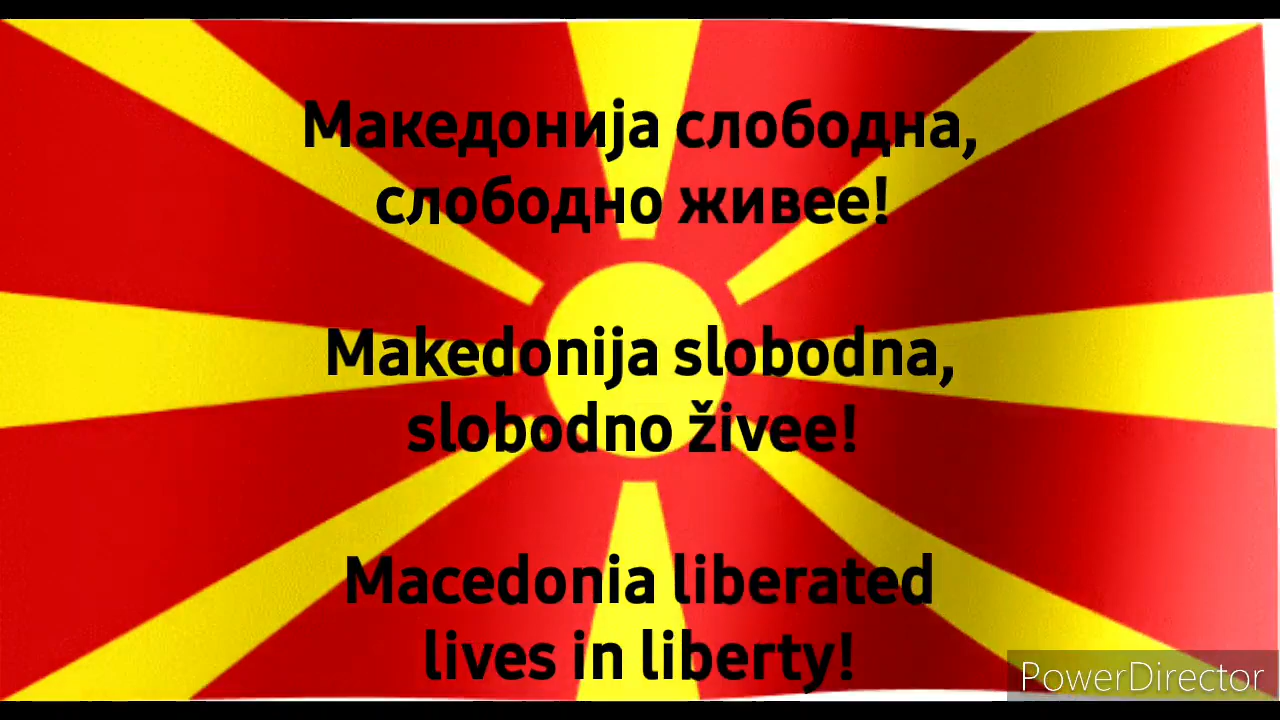 Македонија слободна,
слободно живее!
Makedonija slobodna,
slobodno živee!
Macedonia liberated
lives in liberty!
PowerDirector